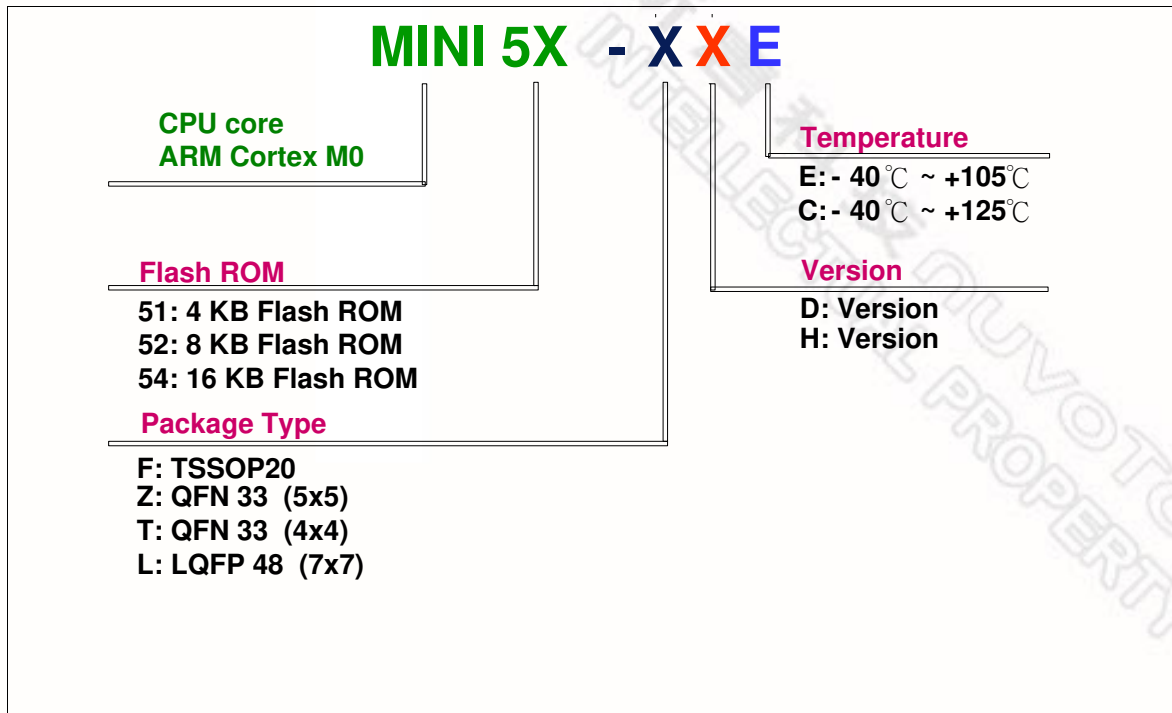 MINI 5X - X X E
CPU core
ARM Cortex M0
Temperature
E: - 40℃ ~ +105℃
C: - 40℃ ~ +125℃
Flash ROM
51: 4 KB Flash ROM
52: 8 KB Flash ROM
54: 16 KB Flash ROM
Version
D: Version
H: Version
Package Type
F: TSSOP20
Z: QFN 33 (5x5)
T: QFN 33 (4x4)
L: LQFP 48 (7x7)
INTELLECTUAL PROPERTY